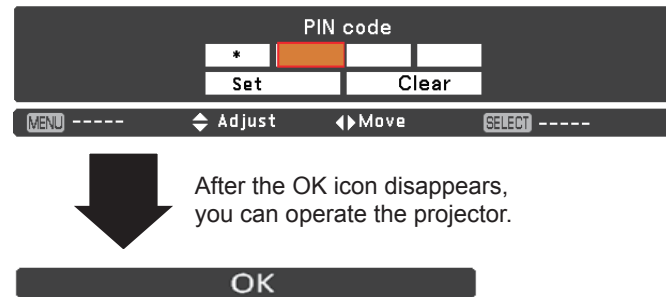 PIN code
*
Set Clear
MENU ----- Adjust Move SELECT -----
After the OK icon disappears,
you can operate the projector.
OK